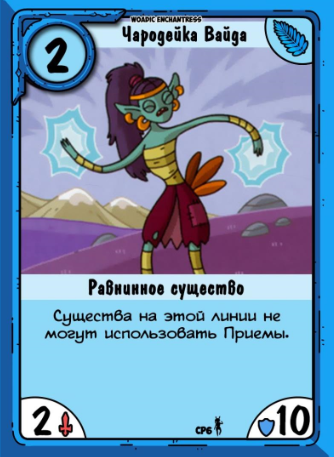 WOADIC ENCHANTRESS
2
Чародейка Вайда
Равнинное существо
Существа на этой линии не
могут использовать Приемы.
2
CP6
10